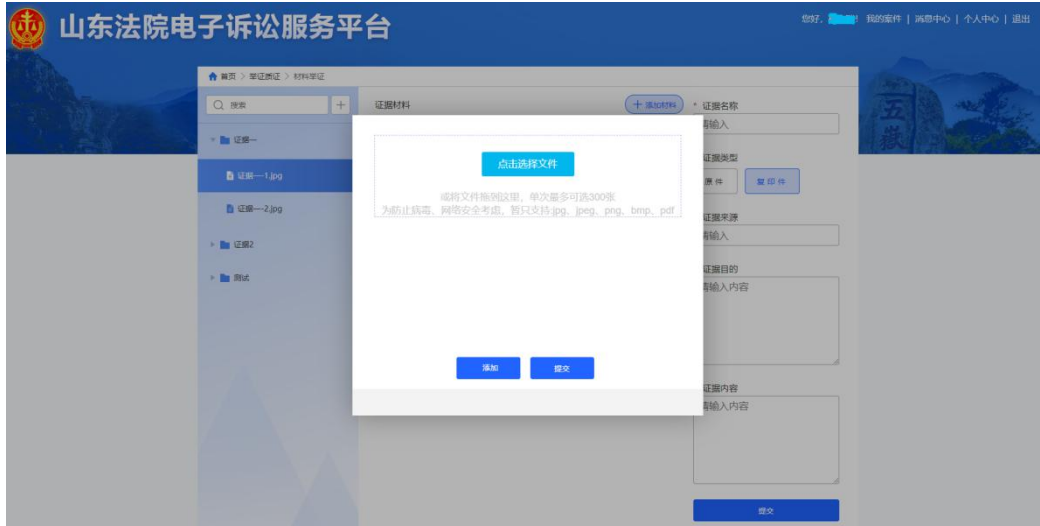 山东法院电子诉讼服务平台
您好， ! 我的案件 | 消息中心 | 个人中心 | 退出
首页 > 举证质证 > 材料举证
搜索
+
证据材料
+ 添加材料
* 证据名称
请输入
证据一
证据类型
证据一-1.jpg
原件
复印件
证据一-2.jpg
证据来源
请输入
证据2
测试
证据目的
请输入内容
点击选择文件
或将文件拖到这里，单次最多可选300张
为防止病毒、网络安全考虑，暂只支持:jpg、jpeg、png、bmp、pdf
添加
提交
证据内容
请输入内容
提交
五
嶽